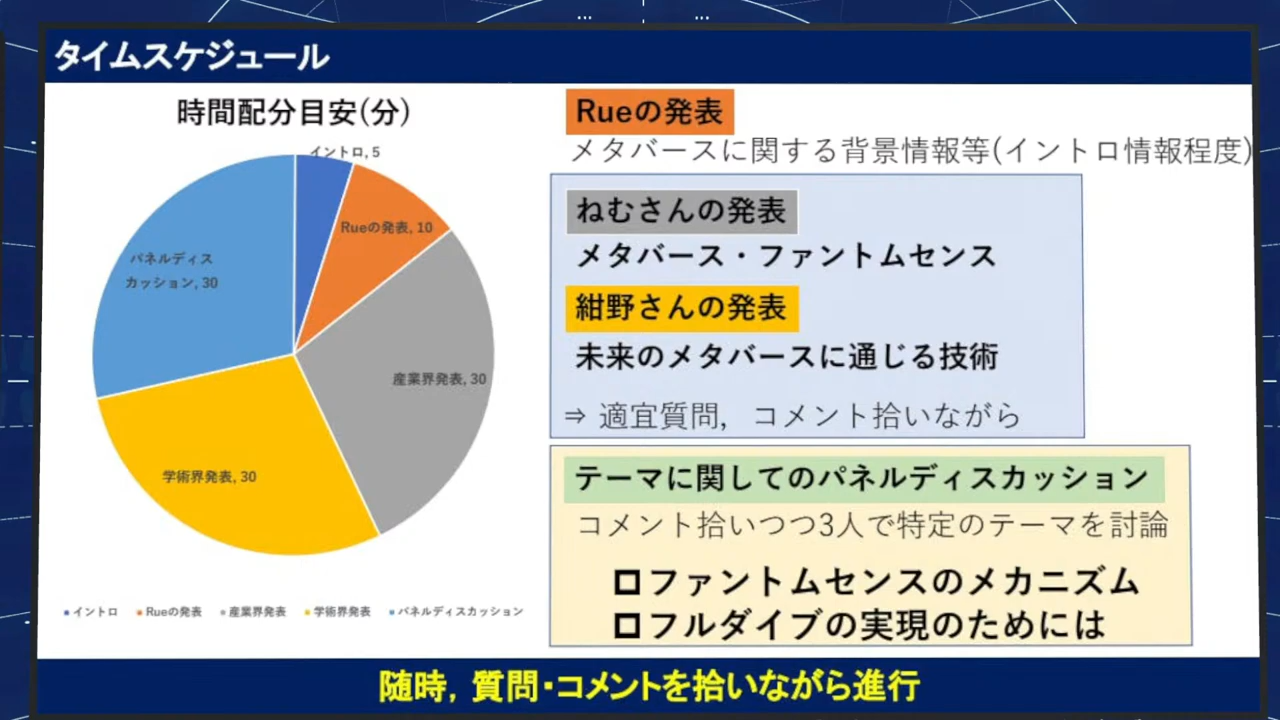 タイムスケジュール
時間配分目安(分)
イントロ, 5
Rueの発表, 10
パネルディス
カッション, 30
産業界発表, 30
学術界発表, 30
イントロ Rueの発表 産業界発表 学術界発表 パネルディスカッション
Rueの発表
メタバースに関する背景情報等(イントロ情報程度)
ねむさんの発表
メタバース・ファントムセンス
紺野さんの発表
未来のメタバースに通じる技術
⇒ 適宜質問, コメント拾いながら
テーマに関してのパネルディスカッション
コメント拾いつつ3人で特定のテーマを討論
□ファントムセンスのメカニズム
□フルダイブの実現のためには
随時, 質問・コメントを拾いながら進行